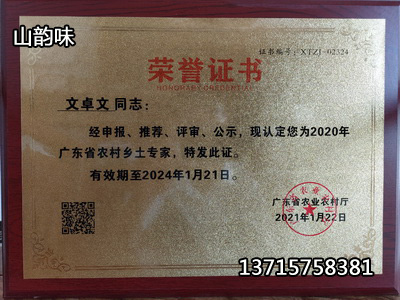 山韵味
证书编号：XTZJ-02324
荣誉证书
HONORARY CREDENTIAL
文卓文 同志：
经申报、推荐、评审、公示，现认定您为2020年
广东省农村乡土专家，特发此证。
有效期至2024年1月21日。
广东省农业农村厅
2021年1月22日
13715758381